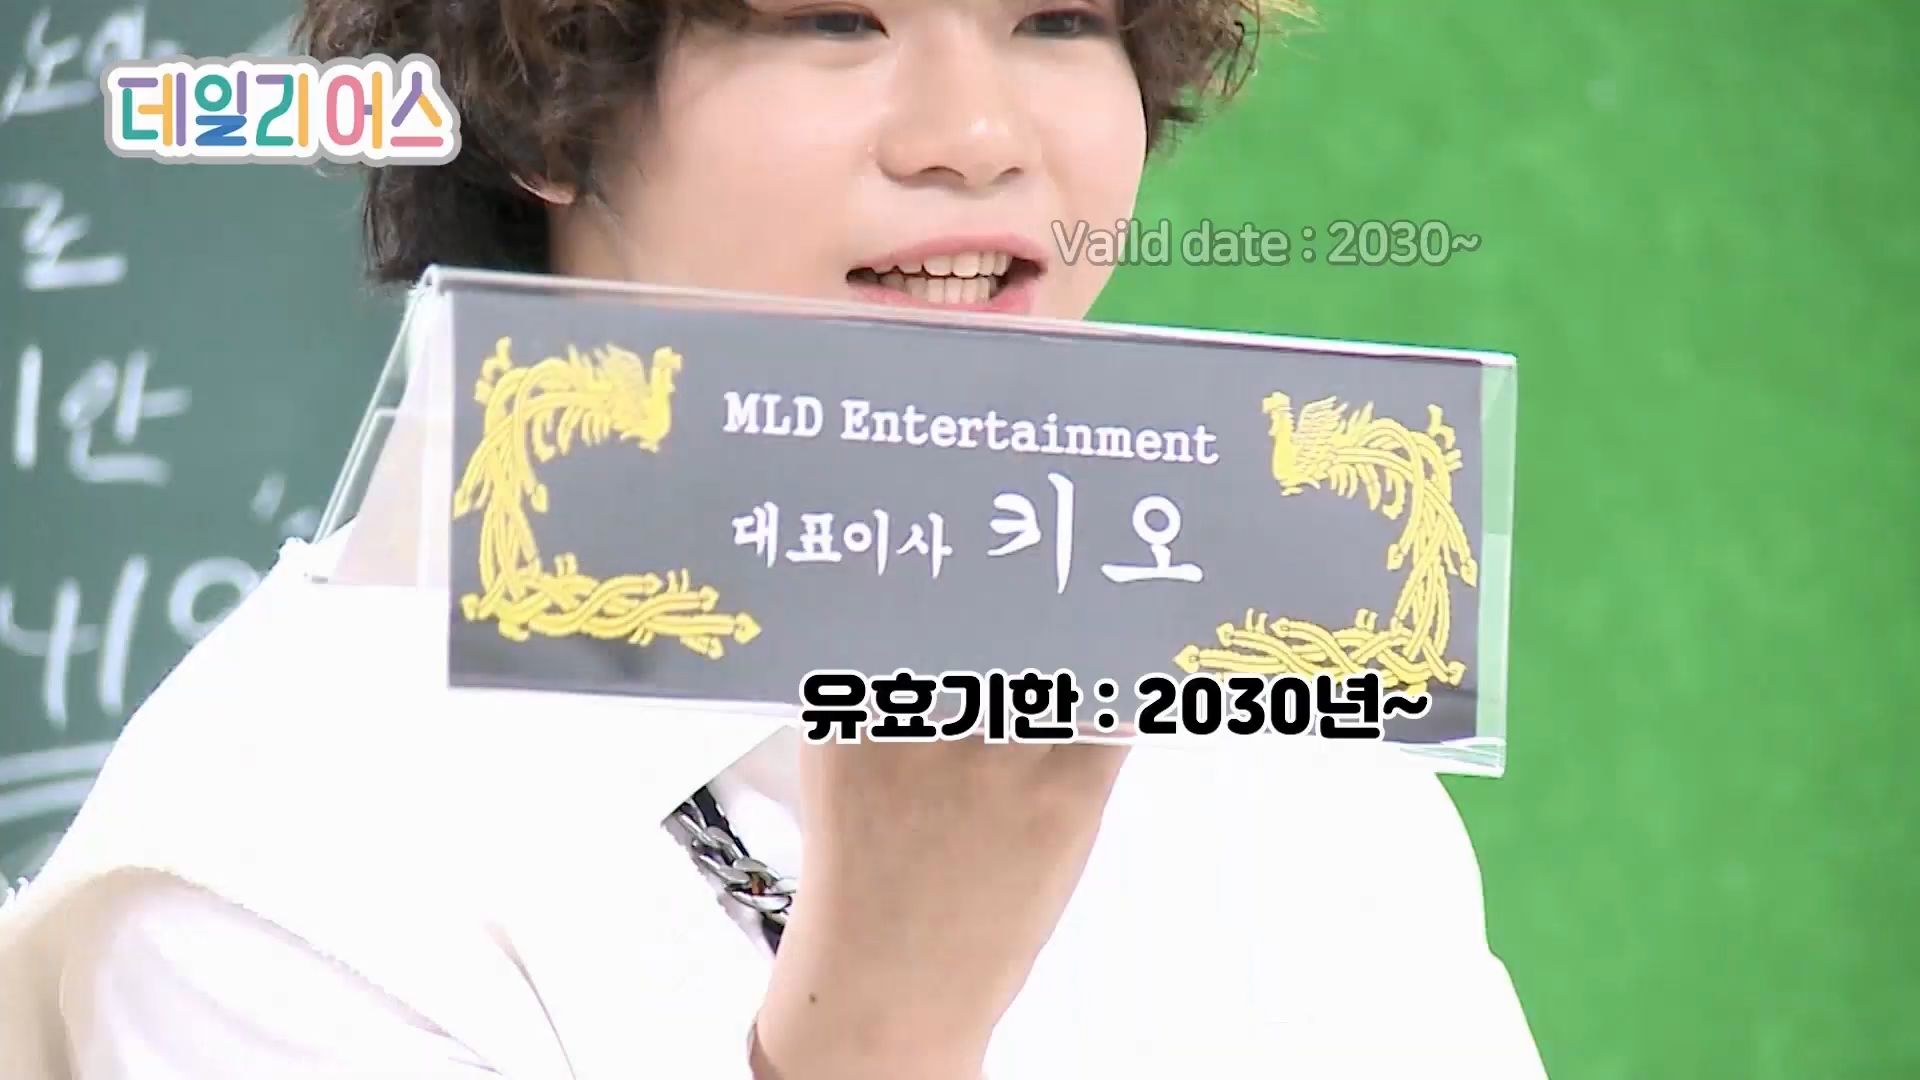 데일리어스
Vaild date : 2030~
MLD Entertainment
대표이사 키오
유효기한 : 2030년~